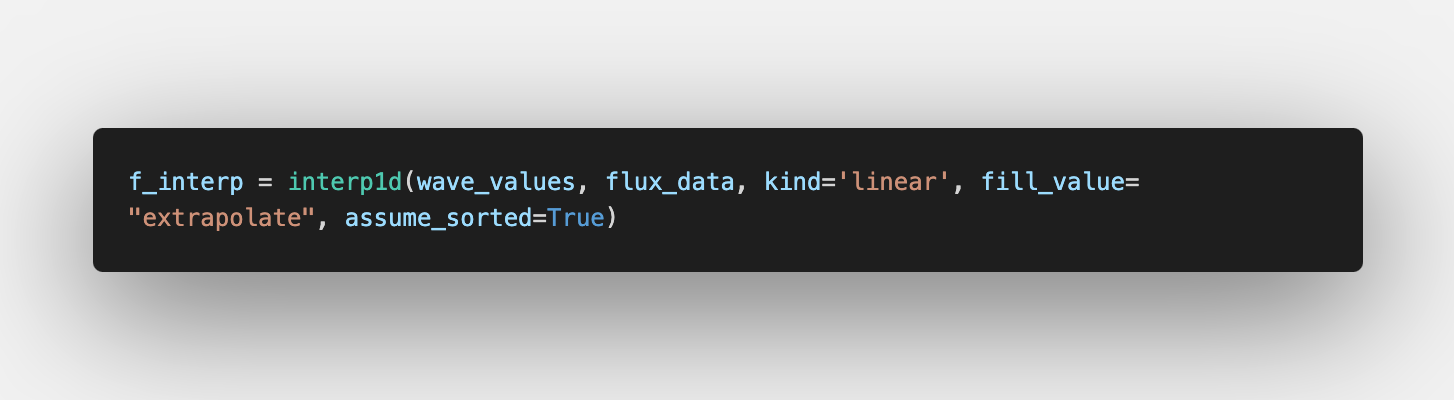 f_interp = interp1d(wave_values, flux_data, kind='linear', fill_value=
"extrapolate", assume_sorted=True)